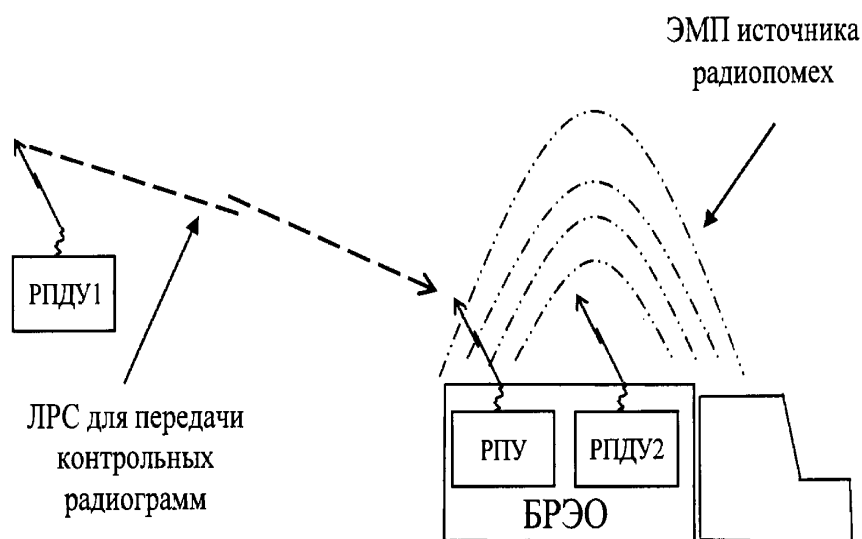 ЭМП источника
радиопомех
РПДУ1
ЛРС для передачи
контрольных
радиограмм
РПУ
РПДУ2
БРЭО